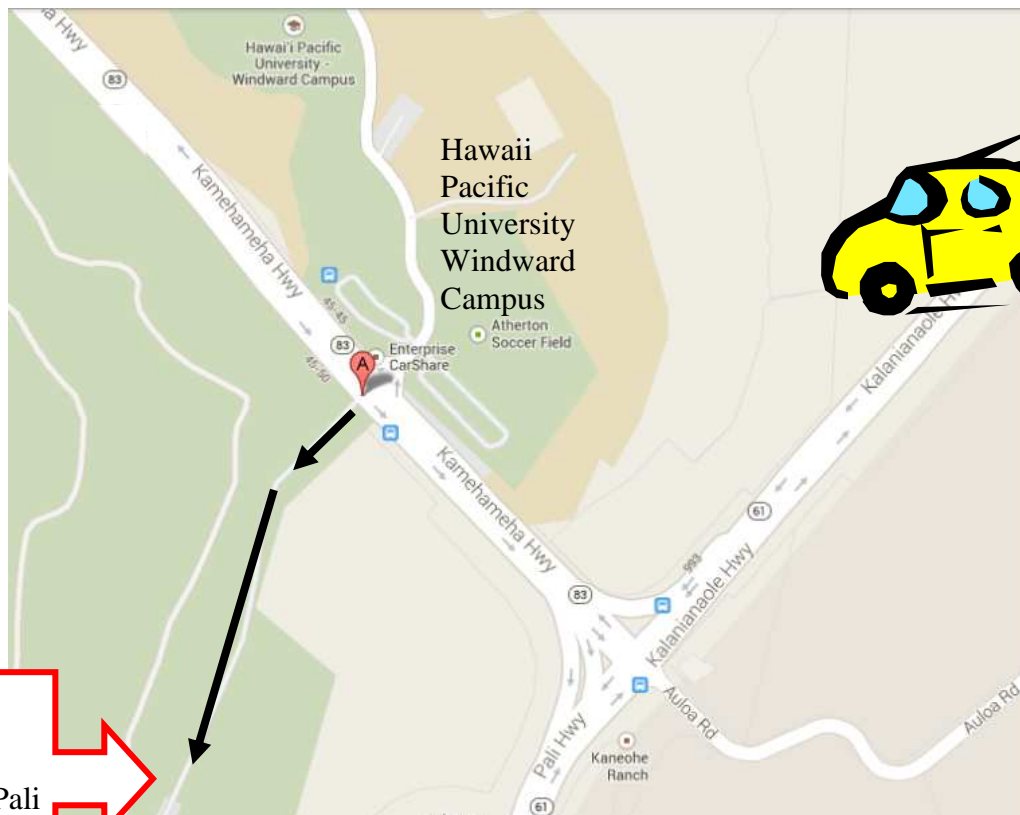 Hwy
83
Hawai'i Pacific
University -
Windward Campus
Hawaii
Pacific
University
Windward
Campus
Kamehameha Hwy
45-45
45-50
83
A
Enterprise
CarShare
Atherton
Soccer Field
Kalanianaole
Kamehameha Hwy
61
993
83
Kalanianaole Hwy
Auloa Rd
Auloa Rd
Pali Hwy
Kaneohe
Ranch
61
Pali